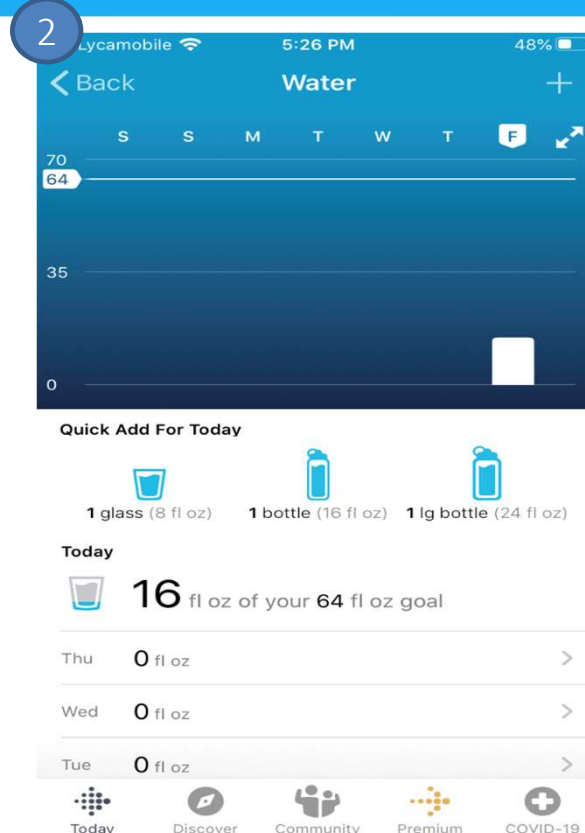 2
Lycamobile 5:26 PM 48%
Back Water +
S S M T W T F
70
64
35
0
Quick Add For Today
1 glass (8 fl oz) 1 bottle (16 fl oz) 1 lg bottle (24 fl oz)
Today
16 fl oz of your 64 fl oz goal
Thu 0 fl oz
Wed 0 fl oz
Tue 0 fl oz
Today Discover Community Premium COVID-19